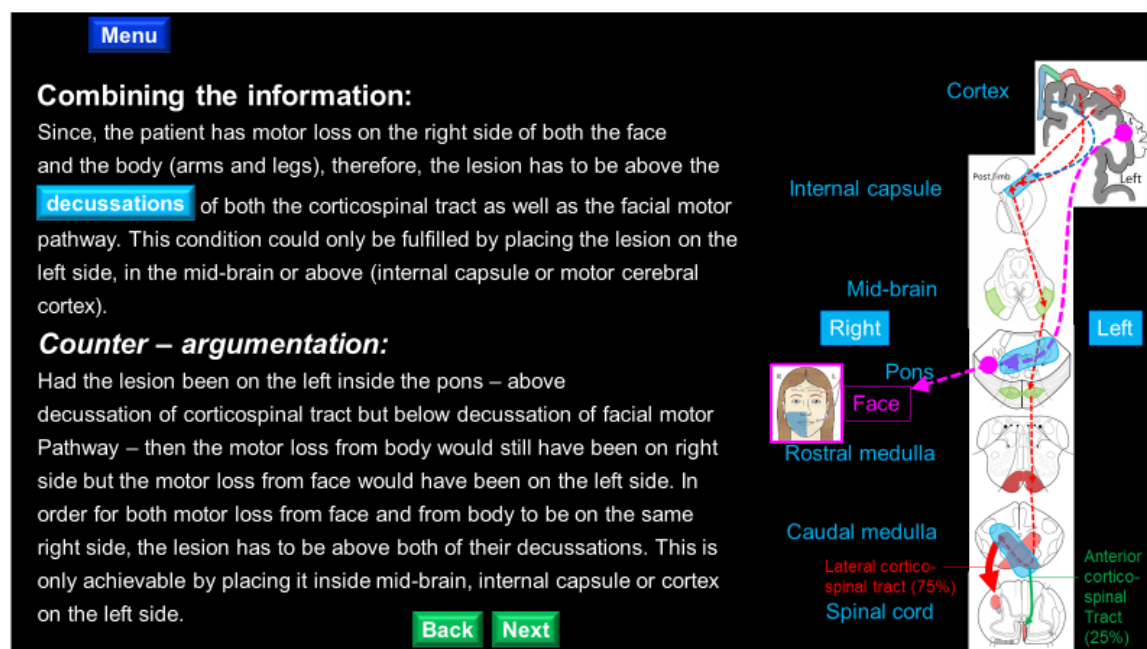 Menu
Combining the information:
Since, the patient has motor loss on the right side of both the face
and the body (arms and legs), therefore, the lesion has to be above the
decussations of both the corticospinal tract as well as the facial motor
pathway. This condition could only be fulfilled by placing the lesion on the
left side, in the mid-brain or above (internal capsule or motor cerebral
cortex).
Counter – argumentation:
Had the lesion been on the left inside the pons – above
decussation of corticospinal tract but below decussation of facial motor
Pathway – then the motor loss from body would still have been on right
side but the motor loss from face would have been on the left side. In
order for both motor loss from face and from body to be on the same
right side, the lesion has to be above both of their decussations. This is
only achievable by placing it inside mid-brain, internal capsule or cortex
on the left side.
Back Next
Cortex
Left
Post. limb
Internal capsule
Mid-brain
Right
Left
Pons
R L
Face
Rostral medulla
Caudal medulla
Lateral cortico-
spinal tract (75%)
Anterior
cortico-
spinal
Tract
(25%)
Spinal cord